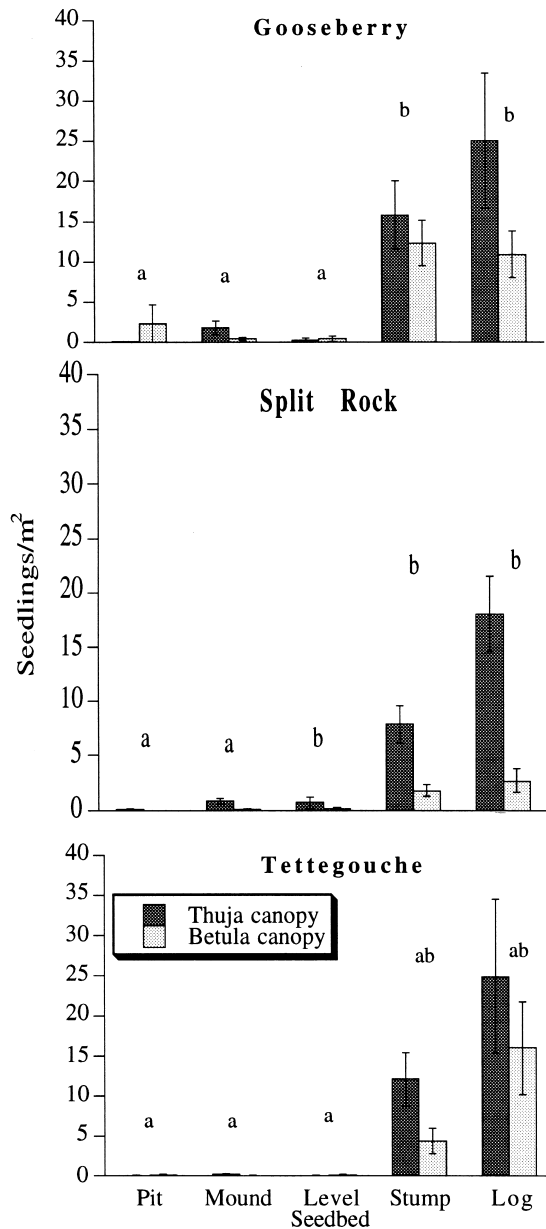 Gooseberry
40
35
30
25
20
15
10
5
0
a
a
a
b
b
Split Rock
40
35
30
25
20
15
10
5
0
a
a
b
b
b
Seedlings/m²
Tettegouche
40
35
30
25
20
15
10
5
0
Thuja canopy
Betula canopy
a
a
a
ab
ab
Pit
Mound
Level
Seedbed
Stump
Log